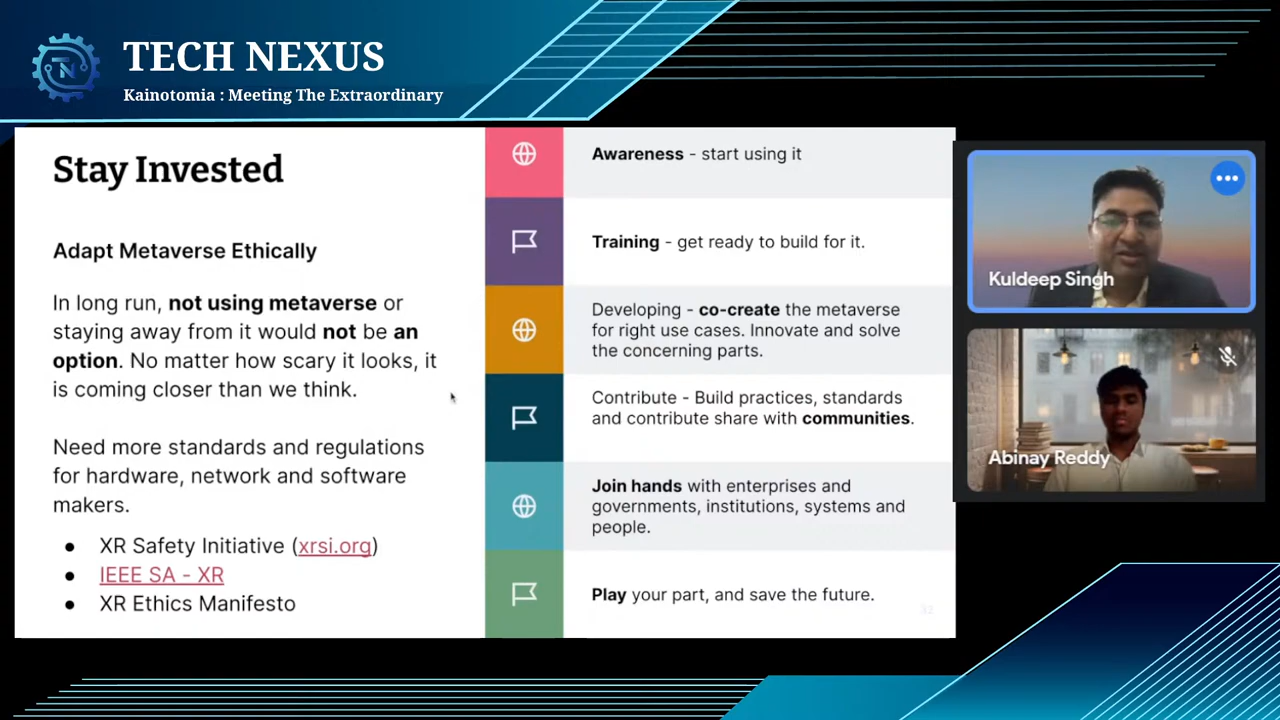 TECH NEXUS
Kainotomia : Meeting The Extraordinary
TN
Stay Invested
Adapt Metaverse Ethically
In long run, not using metaverse or
staying away from it would not be an
option. No matter how scary it looks, it
is coming closer than we think.
Need more standards and regulations
for hardware, network and software
makers.
● XR Safety Initiative (xrsi.org)
● IEEE SA - XR
● XR Ethics Manifesto
Awareness - start using it
Training - get ready to build for it.
Developing - co-create the metaverse
for right use cases. Innovate and solve
the concerning parts.
Contribute - Build practices, standards
and contribute share with communities.
Join hands with enterprises and
governments, institutions, systems and
people.
Play your part, and save the future.
32
Kuldeep Singh
Abinay Reddy